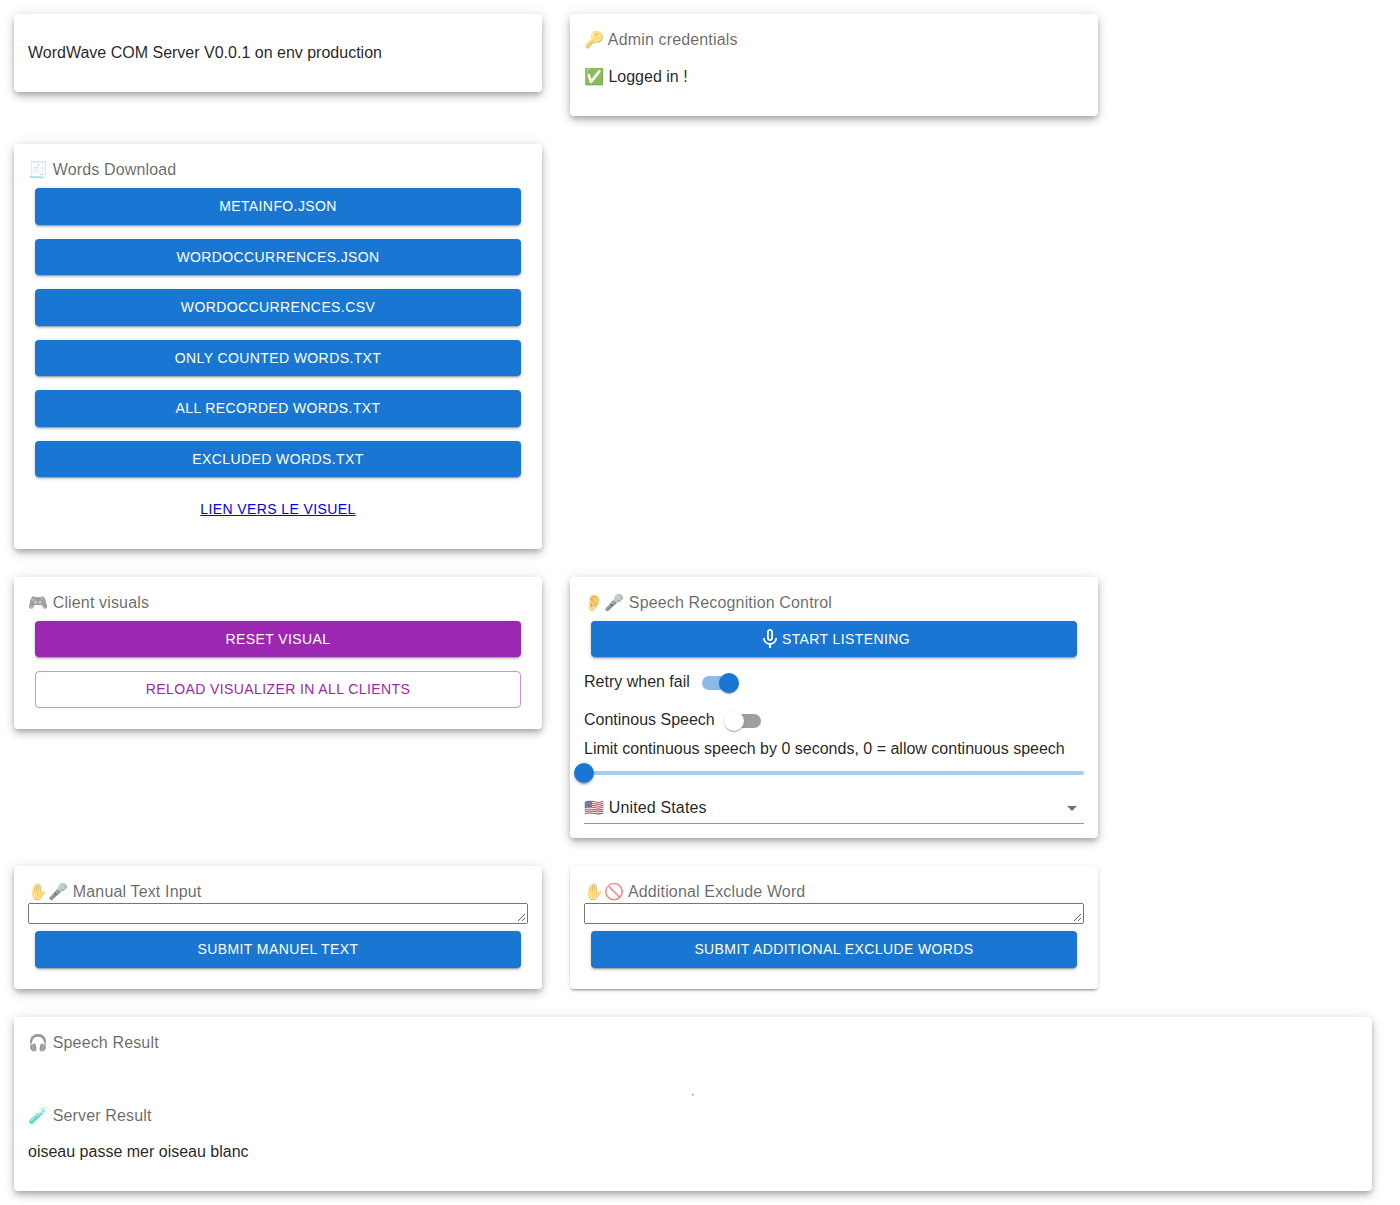 WordWave COM Server V0.0.1 on env production
🔑 Admin credentials
✅ Logged in !
🧾 Words Download
METAINFO.JSON
WORDOCCURRENCES.JSON
WORDOCCURRENCES.CSV
ONLY COUNTED WORDS.TXT
ALL RECORDED WORDS.TXT
EXCLUDED WORDS.TXT
LIEN VERS LE VISUEL
🎮 Client visuals
RESET VISUAL
RELOAD VISUALIZER IN ALL CLIENTS
👂🎤 Speech Recognition Control
START LISTENING
Retry when fail
Continous Speech
Limit continuous speech by 0 seconds, 0 = allow continuous speech
🇺🇸 United States
✋🎤 Manual Text Input
SUBMIT MANUEL TEXT
✋🚫 Additional Exclude Word
SUBMIT ADDITIONAL EXCLUDE WORDS
🎧 Speech Result
.
🧪 Server Result
oiseau passe mer oiseau blanc